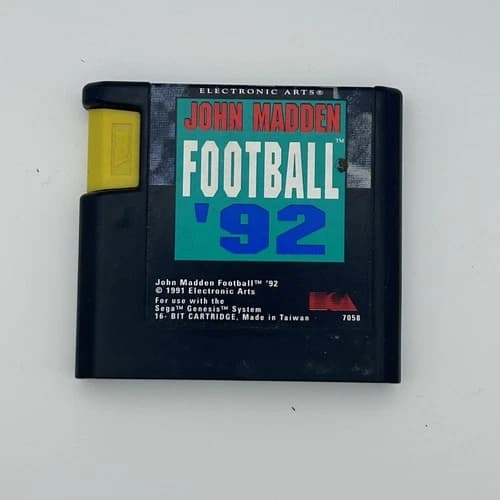 ELECTRONIC ARTS®
JOHN MADDEN
FOOTBALL™
'92
John Madden Football™ '92
© 1991 Electronic Arts
For use with the
Sega™ Genesis™ System
16- BIT CARTRIDGE. Made in Taiwan
7058